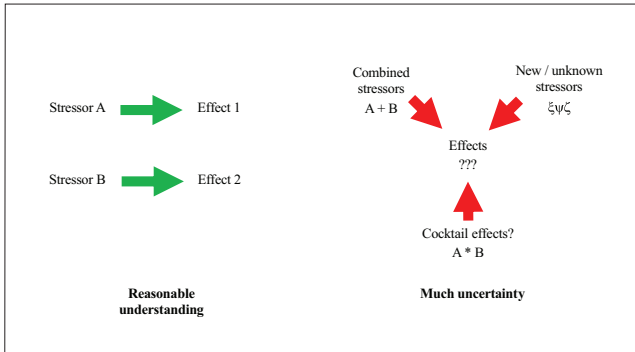 Stressor A
Effect 1
Stressor B
Effect 2
Reasonable
understanding
Combined
stressors
A + B
New / unknown
stressors
ξψζ
Effects
???
Cocktail effects?
A * B
Much uncertainty